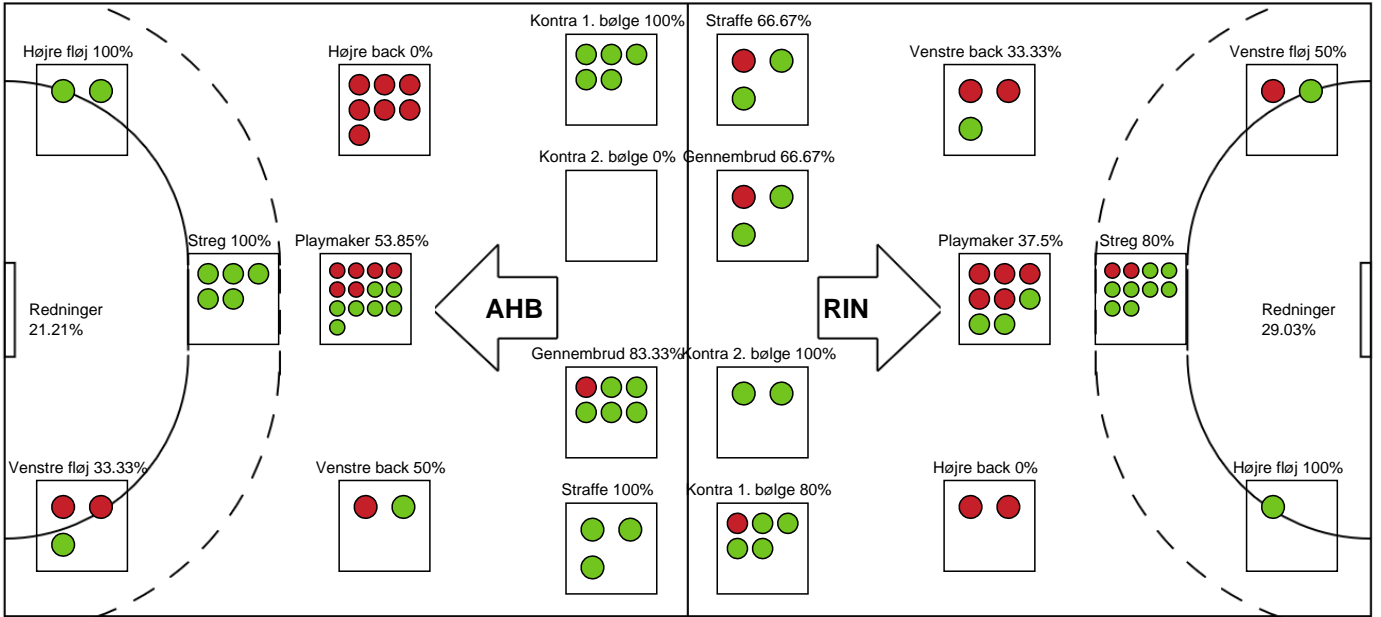 Kontra 1. bølge 100%
Straffe 66.67%
Højre fløj 100%
Højre back 0%
Venstre back 33.33%
Venstre fløj 50%
Kontra 2. bølge 0%
Gennembrud 66.67%
Streg 100%
Playmaker 53.85%
Playmaker 37.5%
Streg 80%
Redninger
21.21%
AHB
RIN
Redninger
29.03%
Gennembrud 83.33%
Kontra 2. bølge 100%
Venstre fløj 33.33%
Venstre back 50%
Højre back 0%
Højre fløj 100%
Straffe 100%
Kontra 1. bølge 80%